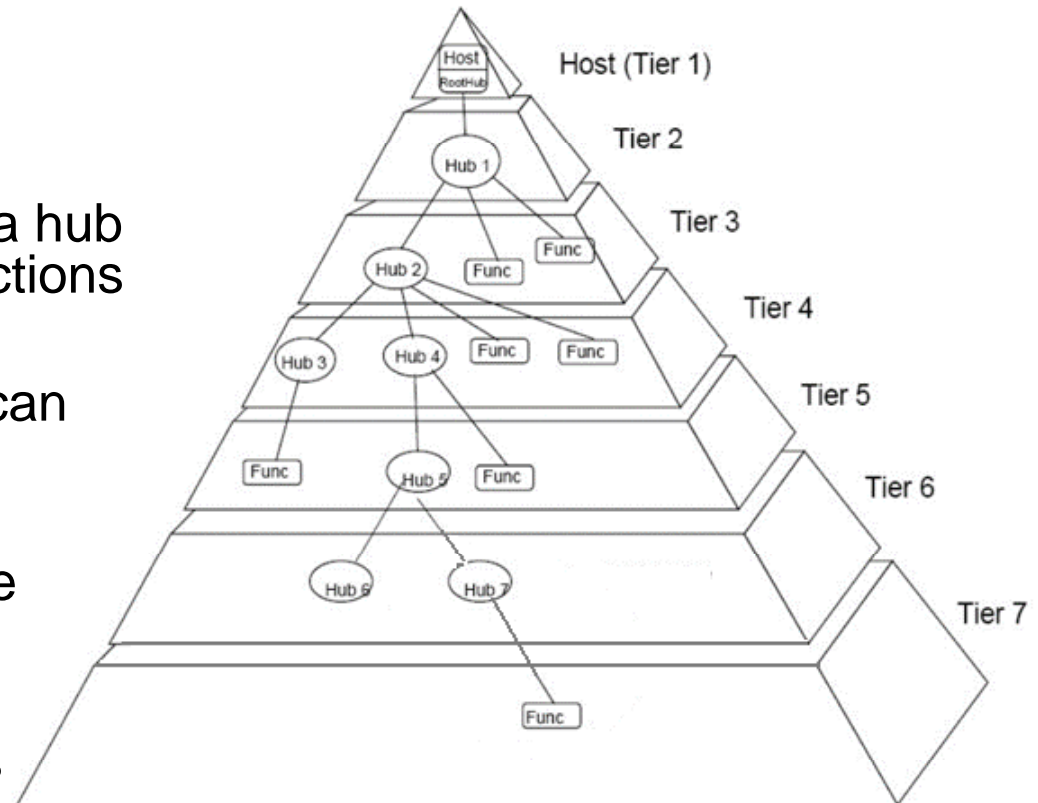 Host
RootHub
Host (Tier 1)
Hub 1
Tier 2
a hub
Hub 2
Func
Func
Tier 3
ctions
Hub 3
Hub 4
Func
Func
Tier 4
can
Func
Hub 5
Func
Tier 5
e
Hub 6
Hub 7
Tier 6
Func
Tier 7